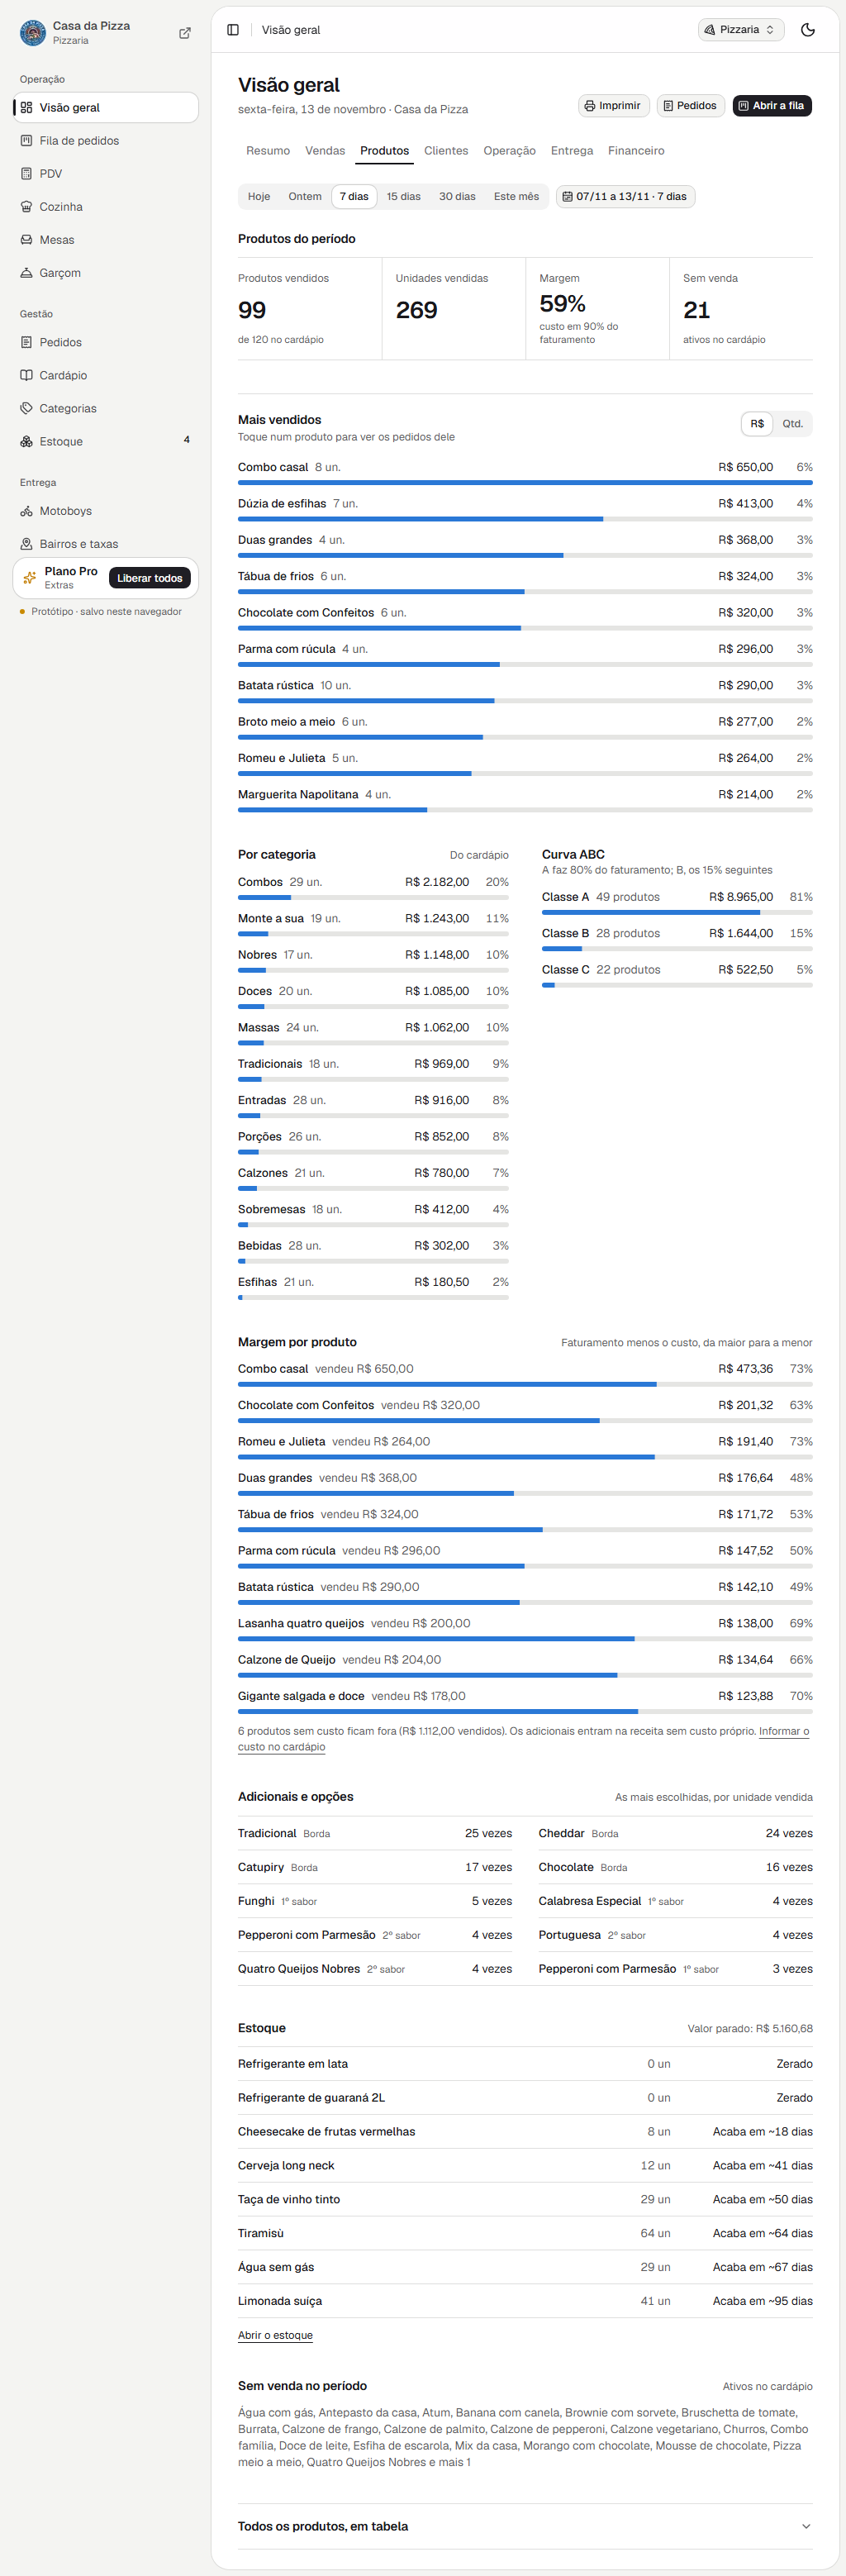 Casa da Pizza
Pizzaria
Operação
Visão geral
Fila de pedidos
PDV
Cozinha
Mesas
Garçom
Gestão
Pedidos
Cardápio
Categorias
Estoque 4
Entrega
Motoboys
Bairros e taxas
Plano Pro
Extras
Liberar todos
Protótipo · salvo neste navegador
Visão geral
Pizzaria
Visão geral
sexta-feira, 13 de novembro · Casa da Pizza
Imprimir
Pedidos
Abrir a fila
Resumo Vendas Produtos Clientes Operação Entrega Financeiro
Hoje Ontem 7 dias 15 dias 30 dias Este mês
07/11 a 13/11 · 7 dias
Produtos do período
Produtos vendidos
99
de 120 no cardápio
Unidades vendidas
269
Margem
59%
custo em 90% do
faturamento
Sem venda
21
ativos no cardápio
Mais vendidos
Toque num produto para ver os pedidos dele
R$ Qtd.
Combo casal 8 un. R$ 650,00 6%
Dúzia de esfihas 7 un. R$ 413,00 4%
Duas grandes 4 un. R$ 368,00 3%
Tábua de frios 6 un. R$ 324,00 3%
Chocolate com Confeitos 6 un. R$ 320,00 3%
Parma com rúcula 4 un. R$ 296,00 3%
Batata rústica 10 un. R$ 290,00 3%
Broto meio a meio 6 un. R$ 277,00 2%
Romeu e Julieta 5 un. R$ 264,00 2%
Marguerita Napolitana 4 un. R$ 214,00 2%
Por categoria Do cardápio
Combos 29 un. R$ 2.182,00 20%
Monte a sua 19 un. R$ 1.243,00 11%
Nobres 17 un. R$ 1.148,00 10%
Doces 20 un. R$ 1.085,00 10%
Massas 24 un. R$ 1.062,00 10%
Tradicionais 18 un. R$ 969,00 9%
Entradas 28 un. R$ 916,00 8%
Porções 26 un. R$ 852,00 8%
Calzones 21 un. R$ 780,00 7%
Sobremesas 18 un. R$ 412,00 4%
Bebidas 28 un. R$ 302,00 3%
Esfihas 21 un. R$ 180,50 2%
Curva ABC
A faz 80% do faturamento; B, os 15% seguintes
Classe A 49 produtos R$ 8.965,00 81%
Classe B 28 produtos R$ 1.644,00 15%
Classe C 22 produtos R$ 522,50 5%
Margem por produto Faturamento menos o custo, da maior para a menor
Combo casal vendeu R$ 650,00 R$ 473,36 73%
Chocolate com Confeitos vendeu R$ 320,00 R$ 201,32 63%
Romeu e Julieta vendeu R$ 264,00 R$ 191,40 73%
Duas grandes vendeu R$ 368,00 R$ 176,64 48%
Tábua de frios vendeu R$ 324,00 R$ 171,72 53%
Parma com rúcula vendeu R$ 296,00 R$ 147,52 50%
Batata rústica vendeu R$ 290,00 R$ 142,10 49%
Lasanha quatro queijos vendeu R$ 200,00 R$ 138,00 69%
Calzone de Queijo vendeu R$ 204,00 R$ 134,64 66%
Gigante salgada e doce vendeu R$ 178,00 R$ 123,88 70%
6 produtos sem custo ficam fora (R$ 1.112,00 vendidos). Os adicionais entram na receita sem custo próprio. Informar o
custo no cardápio
Adicionais e opções As mais escolhidas, por unidade vendida
Tradicional Borda 25 vezes
Cheddar Borda 24 vezes
Catupiry Borda 17 vezes
Chocolate Borda 16 vezes
Funghi 1º sabor 5 vezes
Calabresa Especial 1º sabor 4 vezes
Pepperoni com Parmesão 2º sabor 4 vezes
Portuguesa 2º sabor 4 vezes
Quatro Queijos Nobres 2º sabor 4 vezes
Pepperoni com Parmesão 1º sabor 3 vezes
Estoque Valor parado: R$ 5.160,68
Refrigerante em lata 0 un Zerado
Refrigerante de guaraná 2L 0 un Zerado
Cheesecake de frutas vermelhas 8 un Acaba em ~18 dias
Cerveja long neck 12 un Acaba em ~41 dias
Taça de vinho tinto 29 un Acaba em ~50 dias
Tiramisù 64 un Acaba em ~64 dias
Água sem gás 29 un Acaba em ~67 dias
Limonada suíça 41 un Acaba em ~95 dias
Abrir o estoque
Sem venda no período Ativos no cardápio
Água com gás, Antepasto da casa, Atum, Banana com canela, Brownie com sorvete, Bruschetta de tomate,
Burrata, Calzone de frango, Calzone de palmito, Calzone de pepperoni, Calzone vegetariano, Churros, Combo
família, Doce de leite, Esfiha de escarola, Mix da casa, Morango com chocolate, Mousse de chocolate, Pizza
meio a meio, Quatro Queijos Nobres e mais 1
Todos os produtos, em tabela